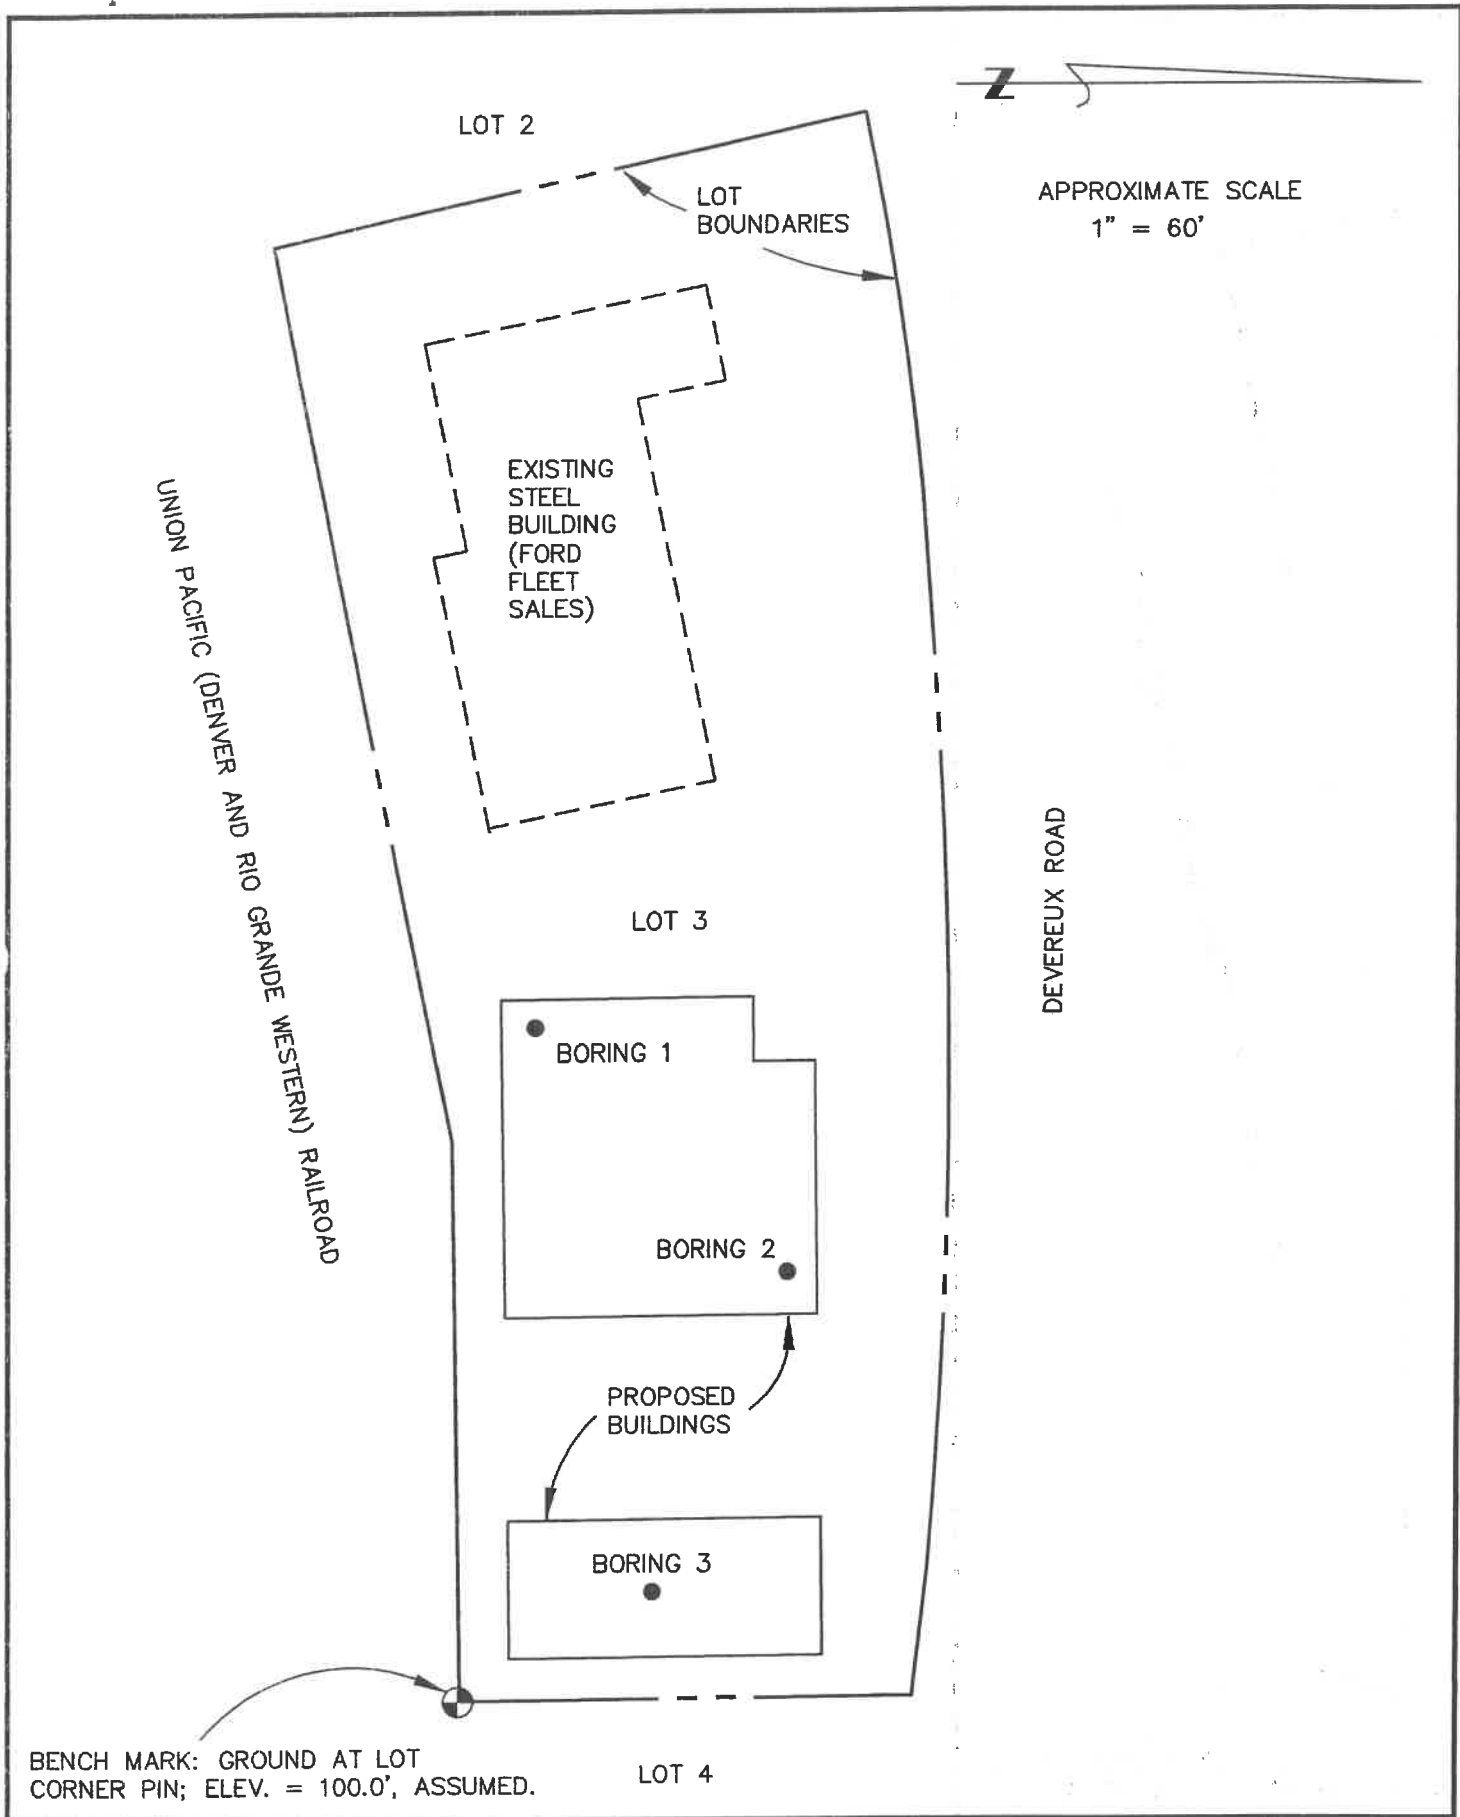 LOT 2
N
APPROXIMATE SCALE
1" = 60'
LOT
BOUNDARIES
EXISTING
STEEL
BUILDING
(FORD
FLEET
SALES)
UNION PACIFIC (DENVER AND RIO GRANDE WESTERN) RAILROAD
DEVEREUX ROAD
LOT 3
BORING 1
BORING 2
PROPOSED
BUILDINGS
BORING 3
BENCH MARK: GROUND AT LOT
CORNER PIN; ELEV. = 100.0', ASSUMED.
LOT 4